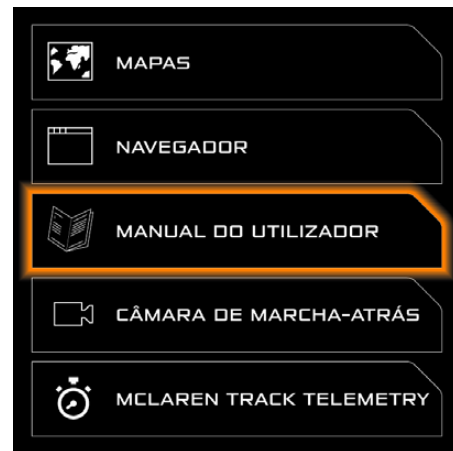 MAPAS
NAVEGADOR
MANUAL DO UTILIZADOR
CÂMARA DE MARCHA-ATRÁS
MCLAREN TRACK TELEMETRY